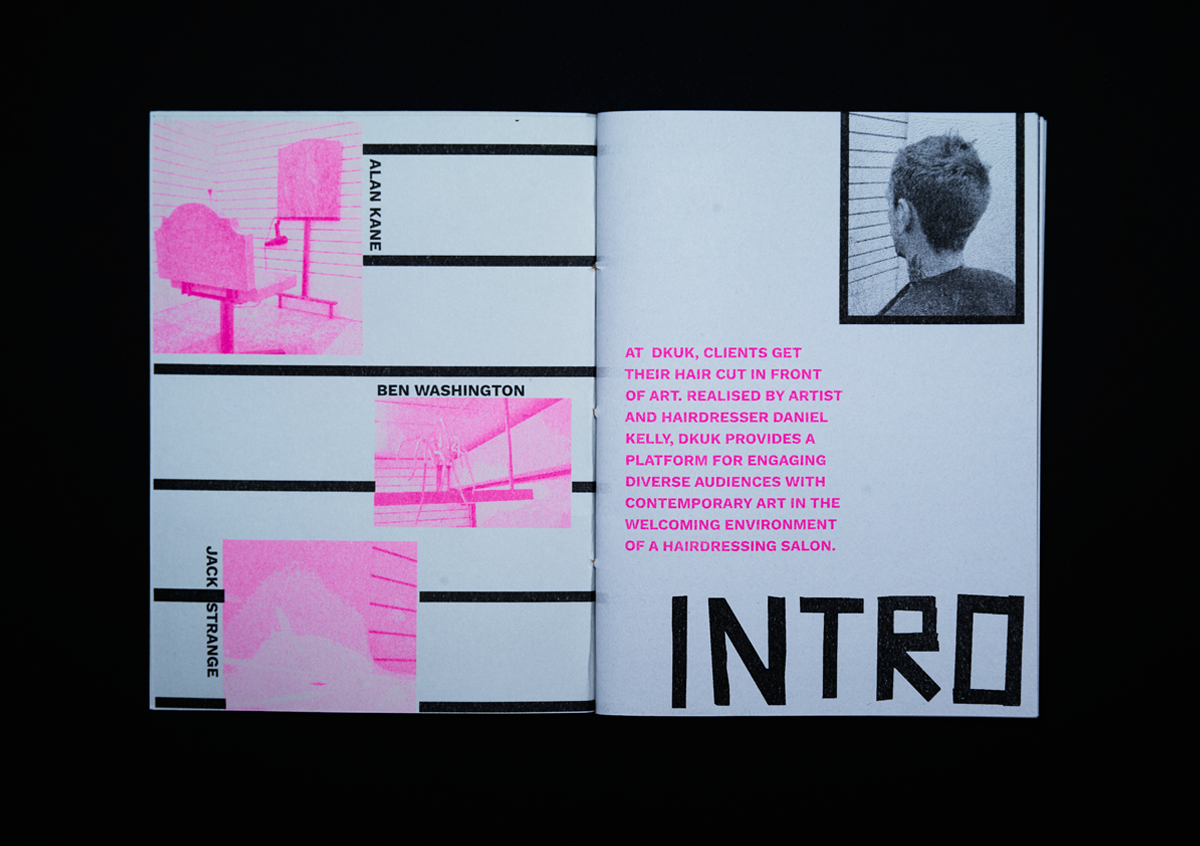 ALAN KANE
BEN WASHINGTON
JACK STRANGE
AT DKUK, CLIENTS GET
THEIR HAIR CUT IN FRONT
OF ART. REALISED BY ARTIST
AND HAIRDRESSER DANIEL
KELLY, DKUK PROVIDES A
PLATFORM FOR ENGAGING
DIVERSE AUDIENCES WITH
CONTEMPORARY ART IN THE
WELCOMING ENVIRONMENT
OF A HAIRDRESSING SALON.
INTRO